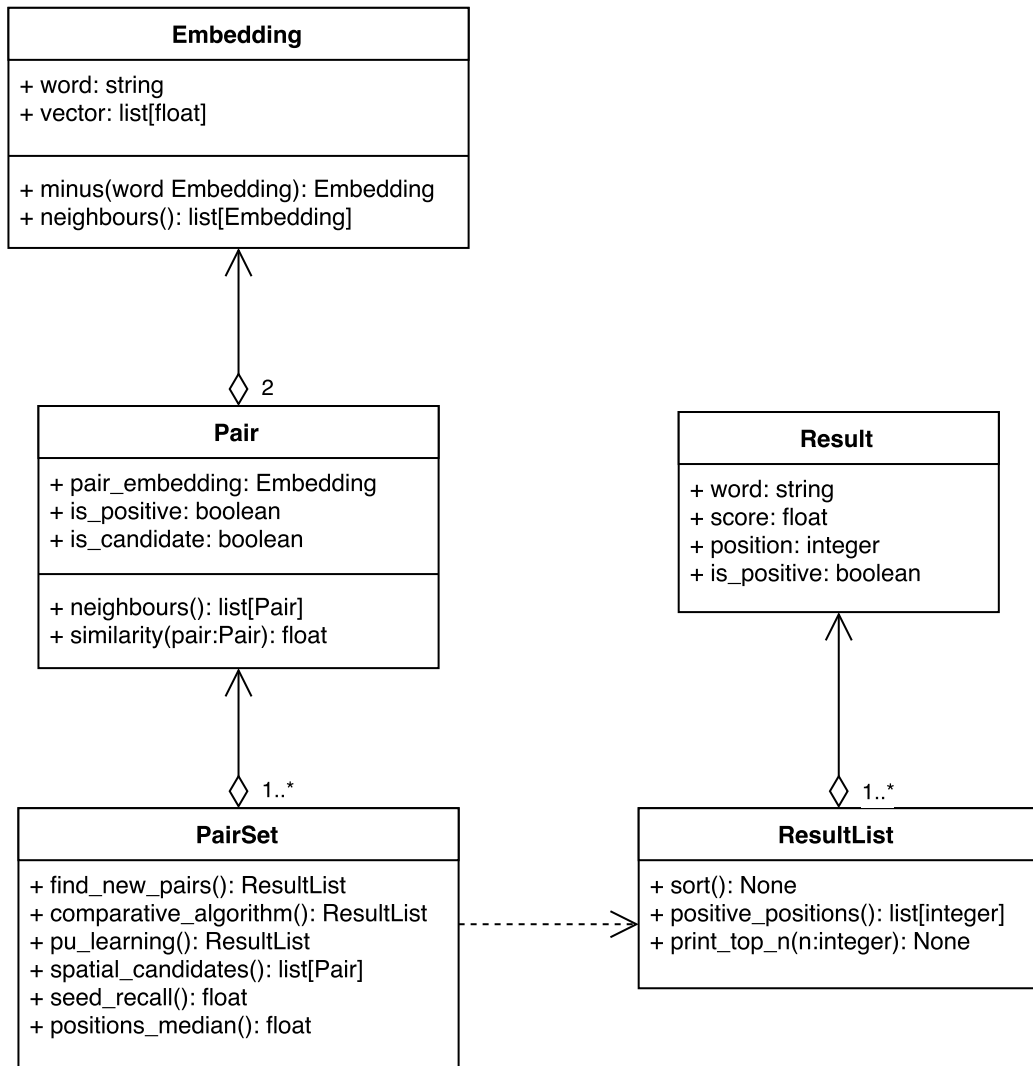 Embedding
+ word: string
+ vector: list[float]
+ minus(word Embedding): Embedding
+ neighbours(): list[Embedding]
2
Pair
+ pair_embedding: Embedding
+ is_positive: boolean
+ is_candidate: boolean
+ neighbours(): list[Pair]
+ similarity(pair:Pair): float
Result
+ word: string
+ score: float
+ position: integer
+ is_positive: boolean
1..*
PairSet
+ find_new_pairs(): ResultList
+ comparative_algorithm(): ResultList
+ pu_learning(): ResultList
+ spatial_candidates(): list[Pair]
+ seed_recall(): float
+ positions_median(): float
1..*
ResultList
+ sort(): None
+ positive_positions(): list[integer]
+ print_top_n(n:integer): None